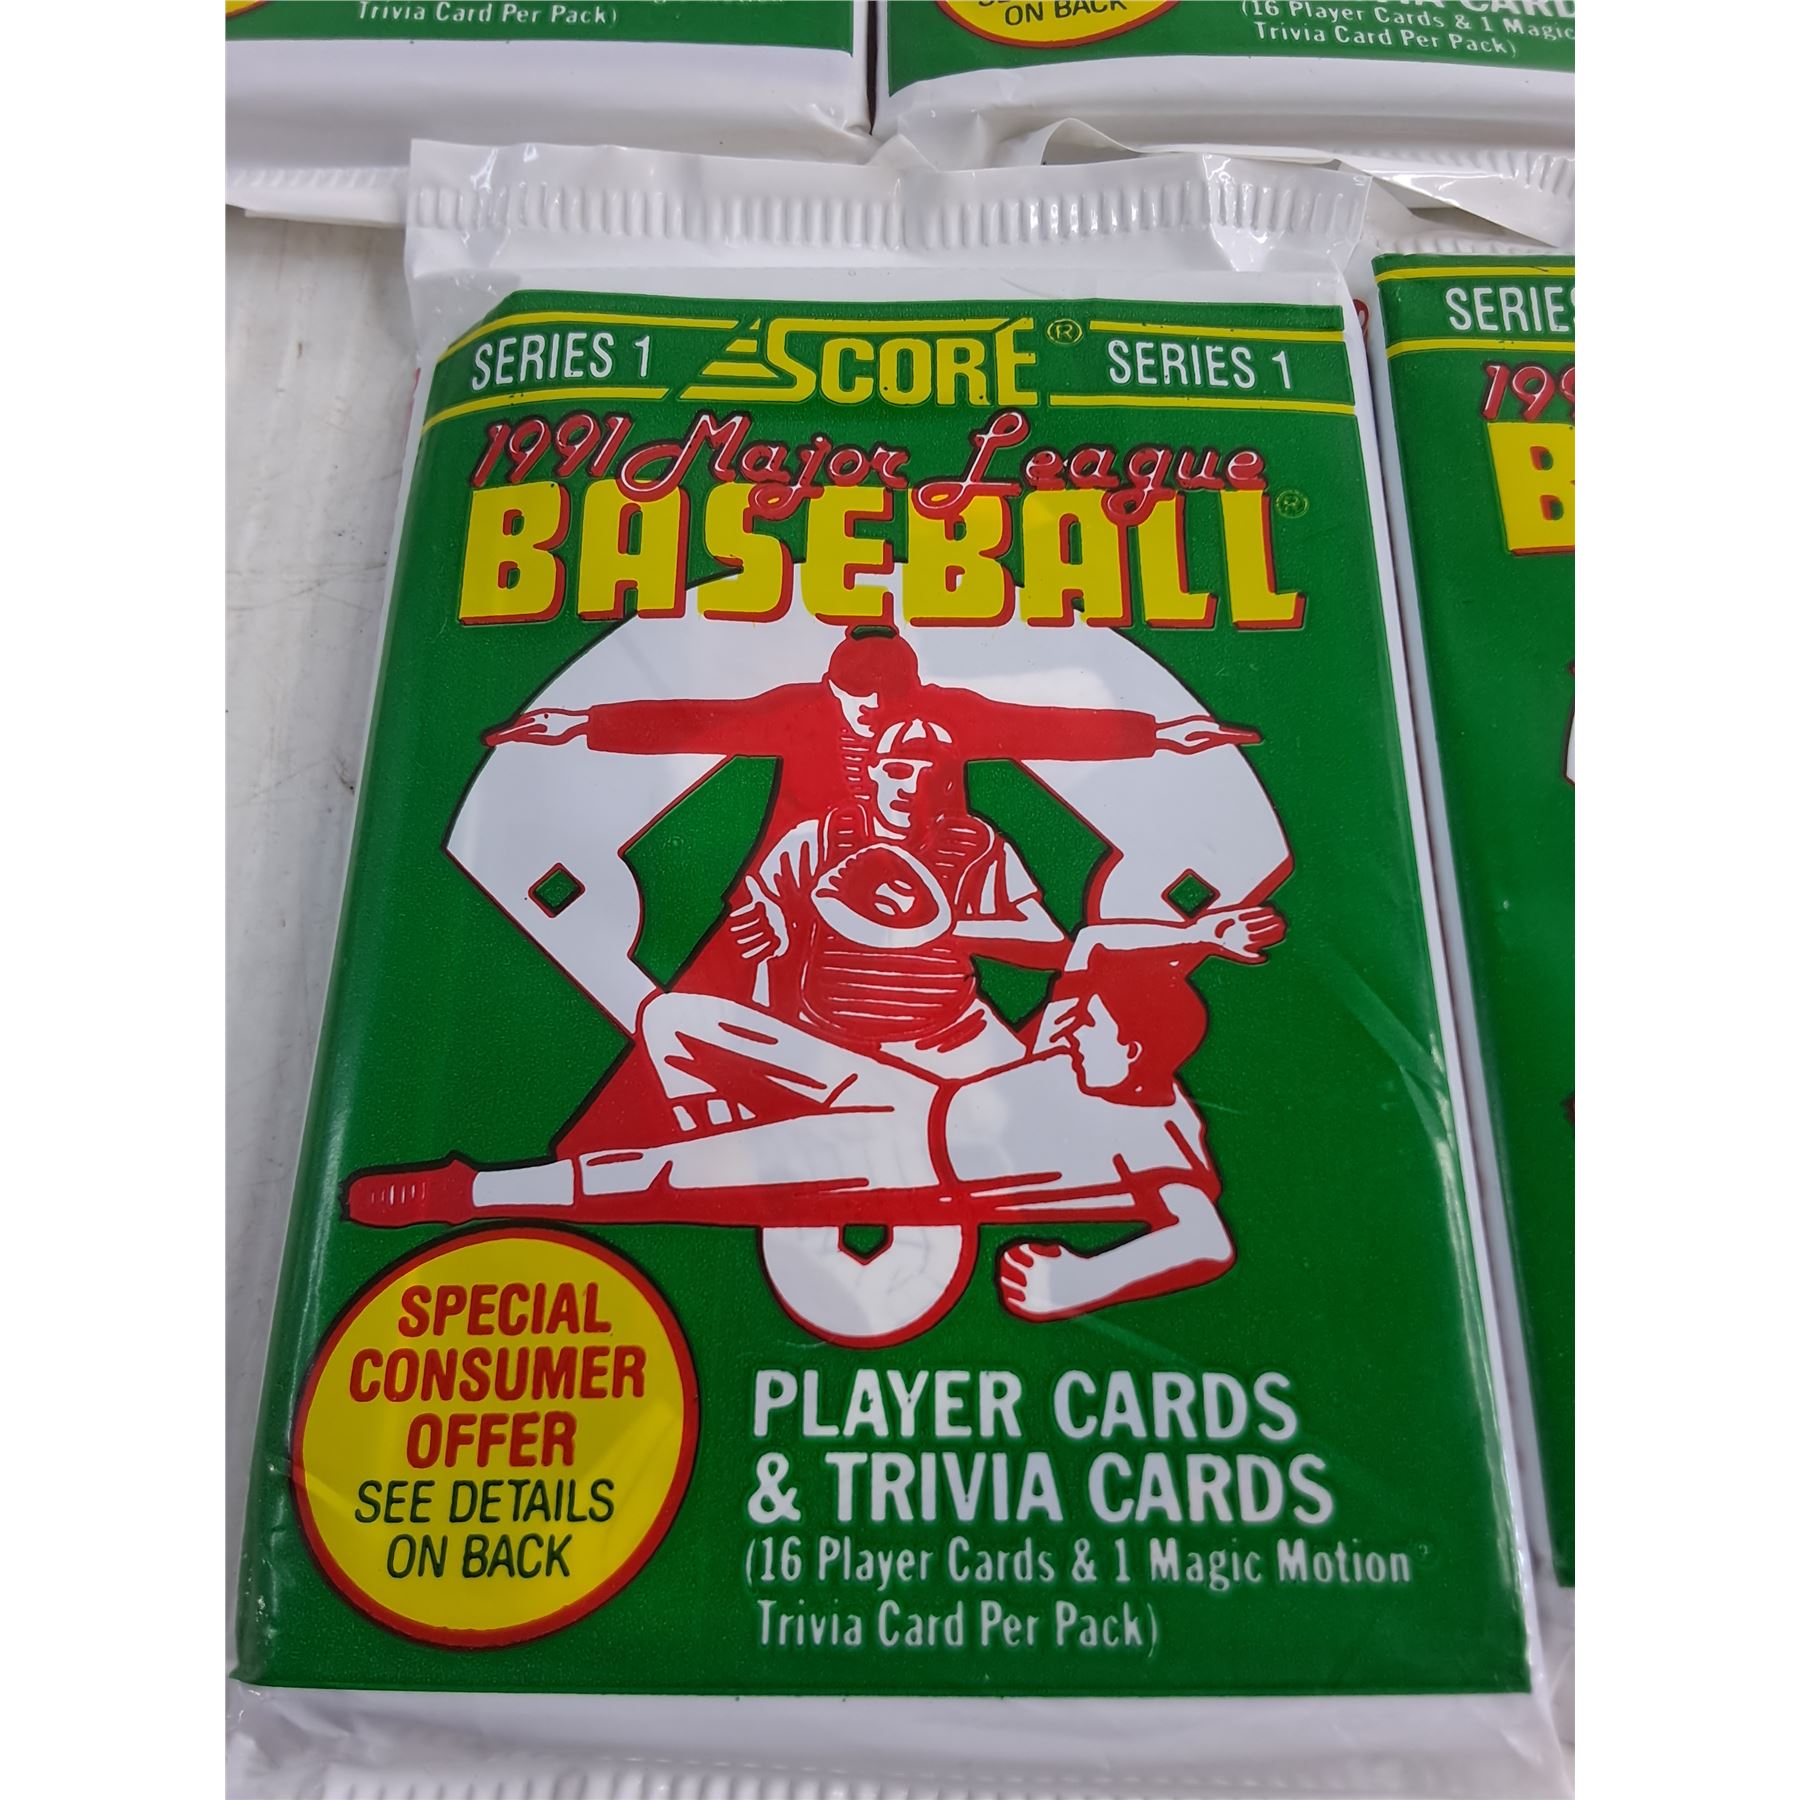 Trivia Card Per Pack)
ON BACK
(16 Player Cards & 1 Magic
Trivia Card Per Pack)
SERIES 1 SCORE® SERIES 1
1991 Major League
BASEBALL®
SPECIAL
CONSUMER
OFFER
SEE DETAILS
ON BACK
PLAYER CARDS
& TRIVIA CARDS
(16 Player Cards & 1 Magic Motion
Trivia Card Per Pack)
SERIES
199
B